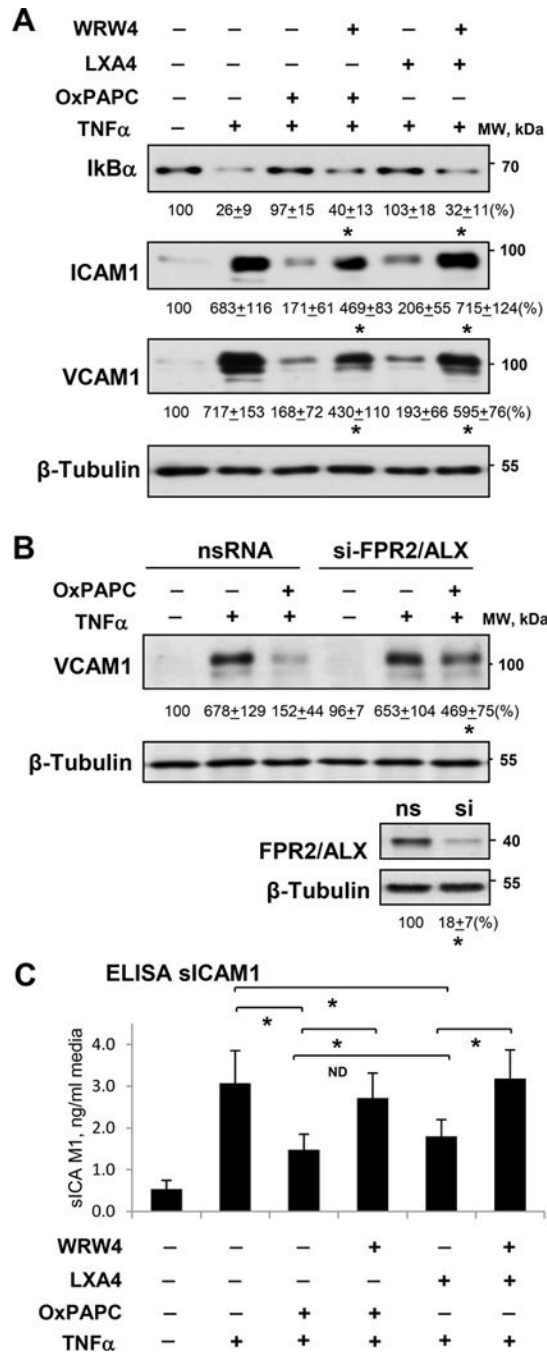 A
WRW4 – – – + – +
LXA4 – – – – + +
OxPAPC – – + + – –
TNFα – + + + + + MW, kDa
IkBα 70
100 26±9 97±15 40±13 103±18 32±11(%)
* *
ICAM1 100
100 683±116 171±61 469±83 206±55 715±124(%)
* *
VCAM1 100
100 717±153 168±72 430±110 193±66 595±76(%)
* *
β-Tubulin 55
B
nsRNA si-FPR2/ALX
OxPAPC – – + – – +
TNFα – + + – + + MW, kDa
VCAM1 100
100 678±129 152±44 96±7 653±104 469±75(%)
*
β-Tubulin 55
ns si
FPR2/ALX 40
β-Tubulin 55
100 18±7(%)
*
C
ELISA sICAM1
*
* * *
ND
sICA M1, ng/ml media
4.0
3.0
2.0
1.0
0.0
WRW4 – – – + – +
LXA4 – – – – + +
OxPAPC – – + + – –
TNFα – + + + + +